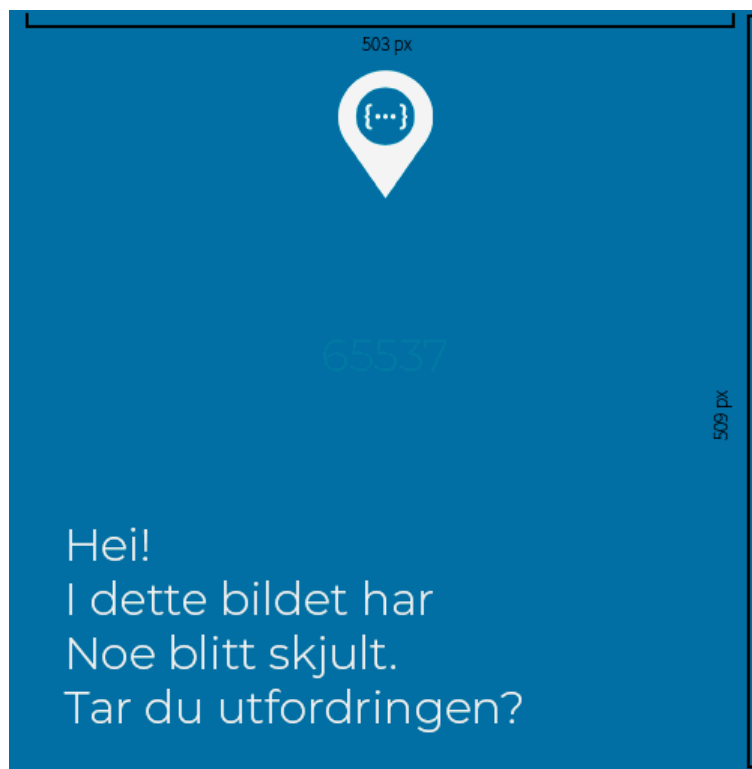 503 px
{...}
65537
509 px
Hei!
I dette bildet har
Noe blitt skjult.
Tar du utfordringen?